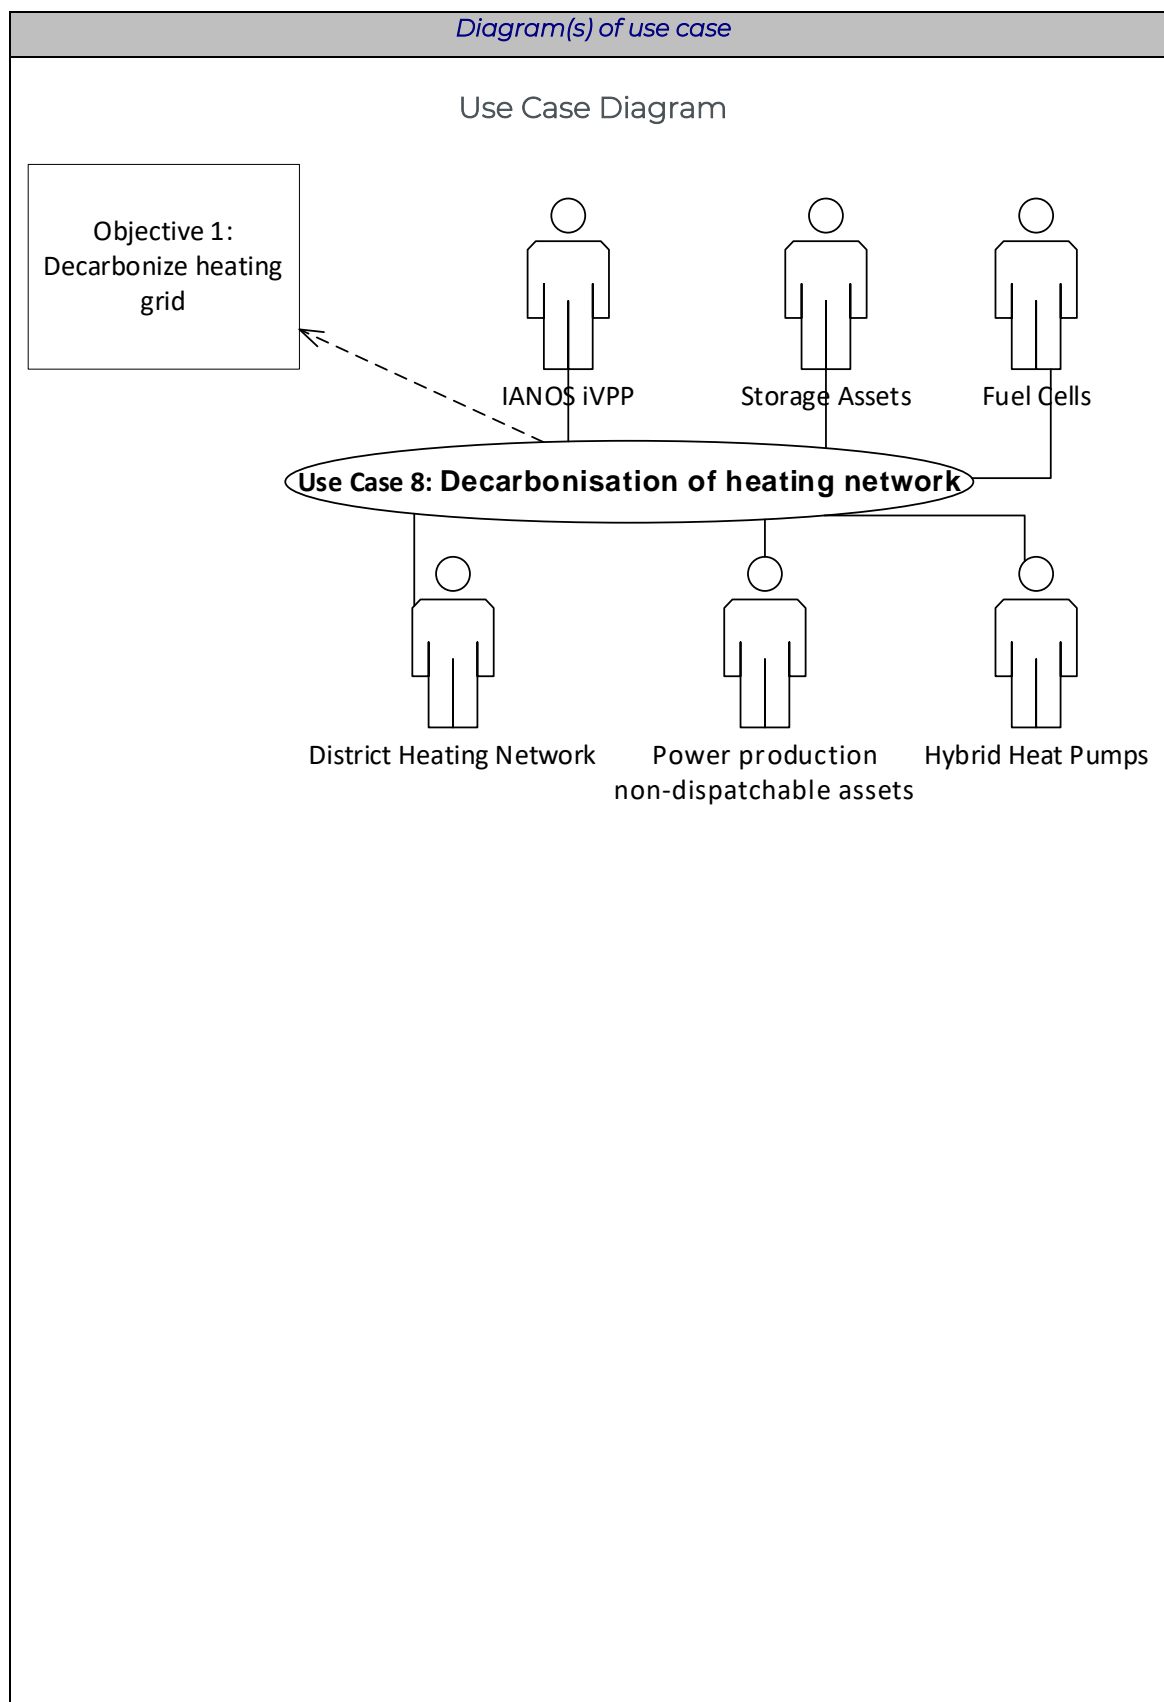 Diagram(s) of use case
Use Case Diagram
Objective 1:
Decarbonize heating
grid
IANOS iVPP
Storage Assets
Fuel Cells
Use Case 8: Decarbonisation of heating network
District Heating Network
Power production
non-dispatchable assets
Hybrid Heat Pumps